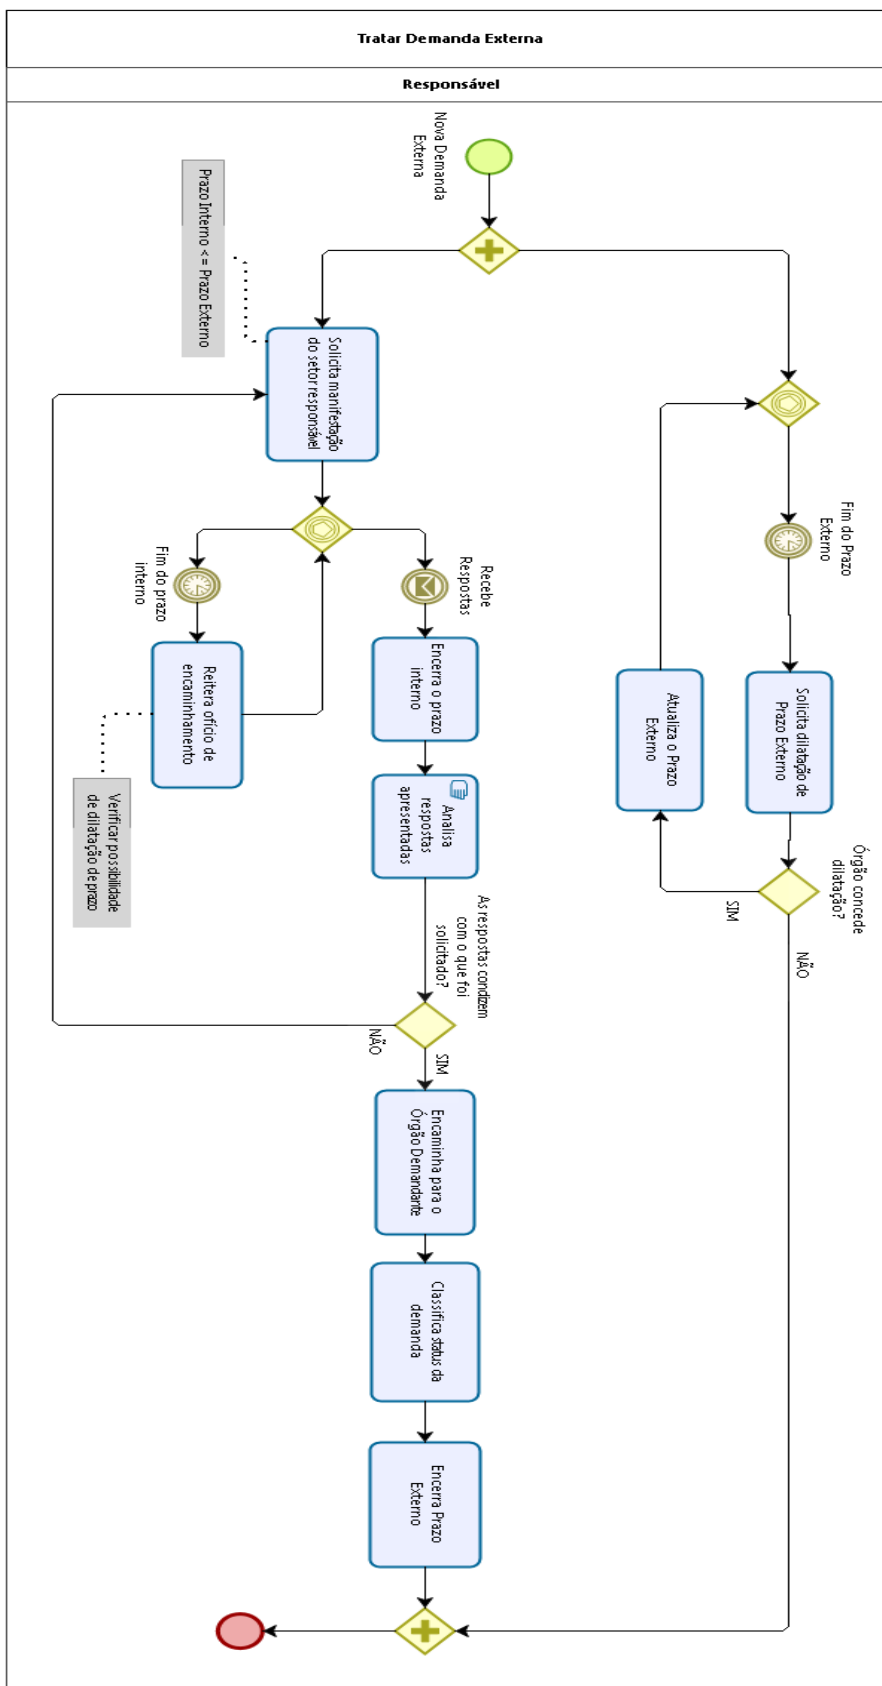 Tratar Demanda Externa
Responsável
Nova Demanda
Externa
Prazo Interno <= Prazo Externo
Solicita manifestação
do setor responsável
Fim do Prazo
Externo
Recebe
Respostas
Fim do prazo
interno
Encerra o prazo
interno
Reitera ofício de
encaminhamento
Atualiza o Prazo
Externo
Solicita dilatação de
Prazo Externo
Verificar possibilidade
de dilatação de prazo
Analisa
respostas
apresentadas
Órgão concede
dilatação?
SIM
NÃO
As respostas condizem
com o que foi
solicitado?
NÃO
SIM
Encaminha para o
Órgão Demandante
Classifica status da
demanda
Encerra Prazo
Externo